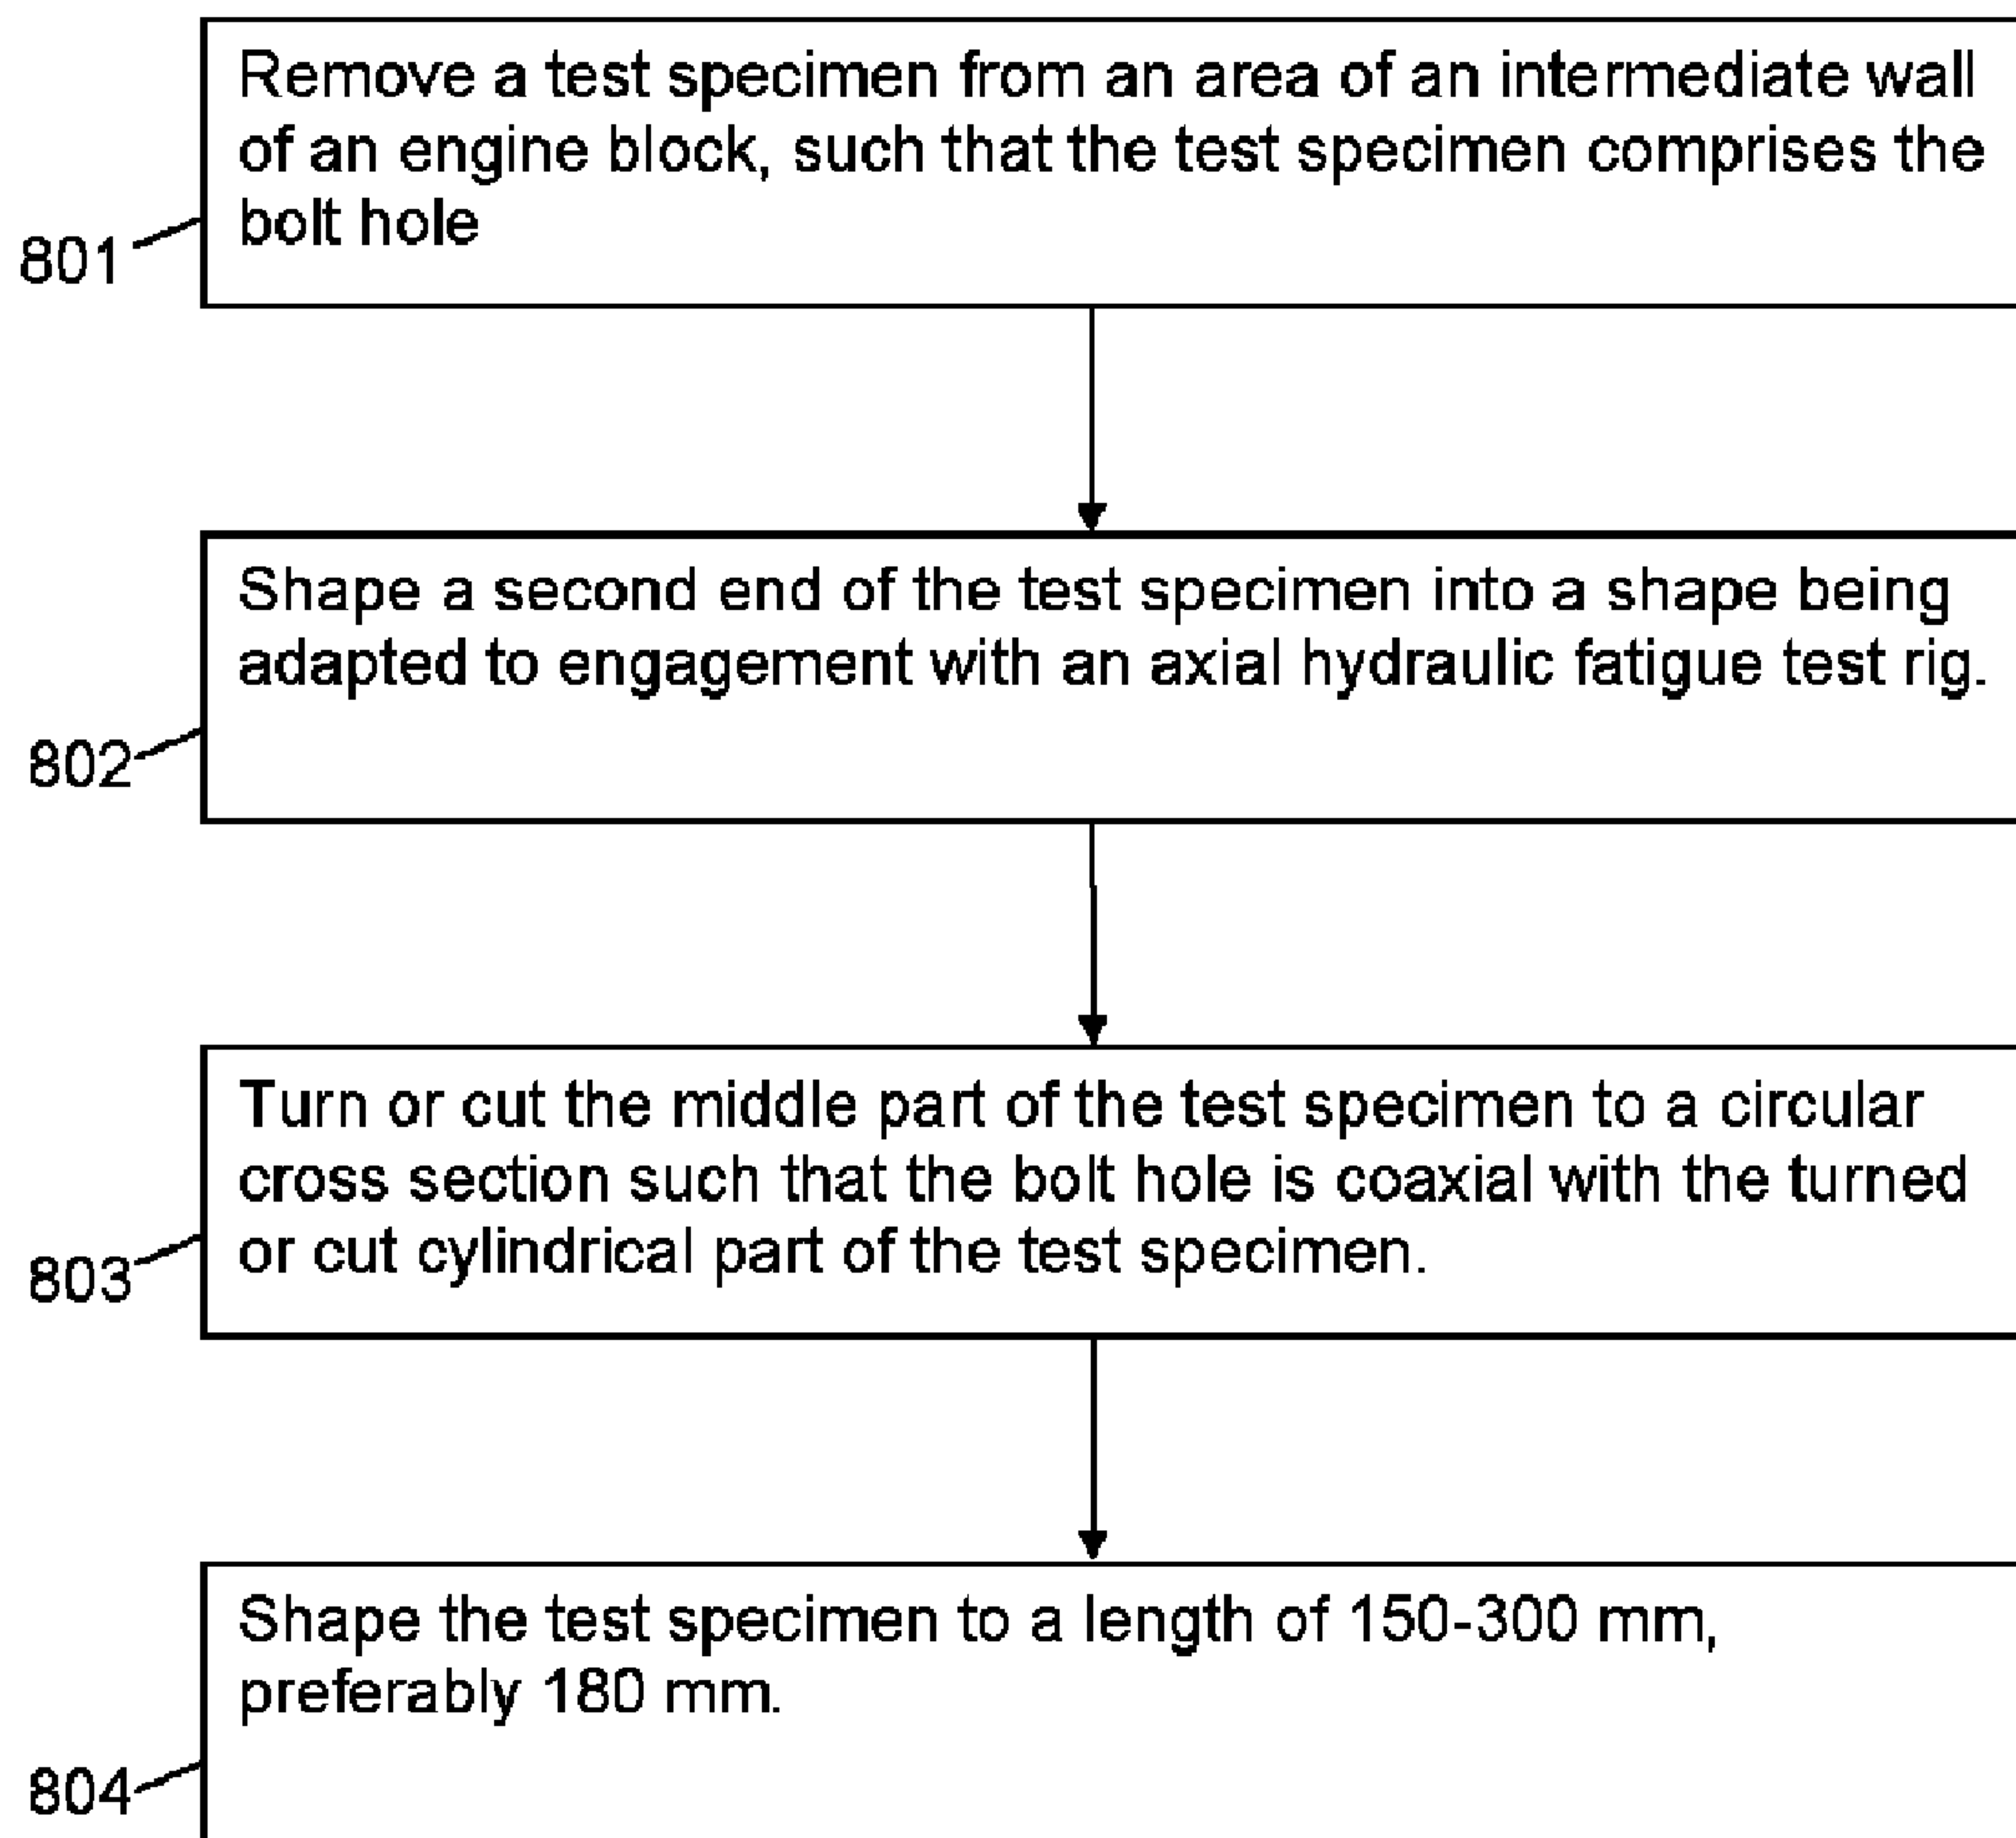 Remove a test specimen from an area of an intermediate wall
of an engine block, such that the test specimen comprises the
bolt hole
801
Shape a second end of the test specimen into a shape being
adapted to engagement with an axial hydraulic fatigue test rig.
802
Turn or cut the middle part of the test specimen to a circular
cross section such that the bolt hole is coaxial with the turned
or cut cylindrical part of the test specimen.
803
Shape the test specimen to a length of 150-300 mm,
preferably 180 mm.
804